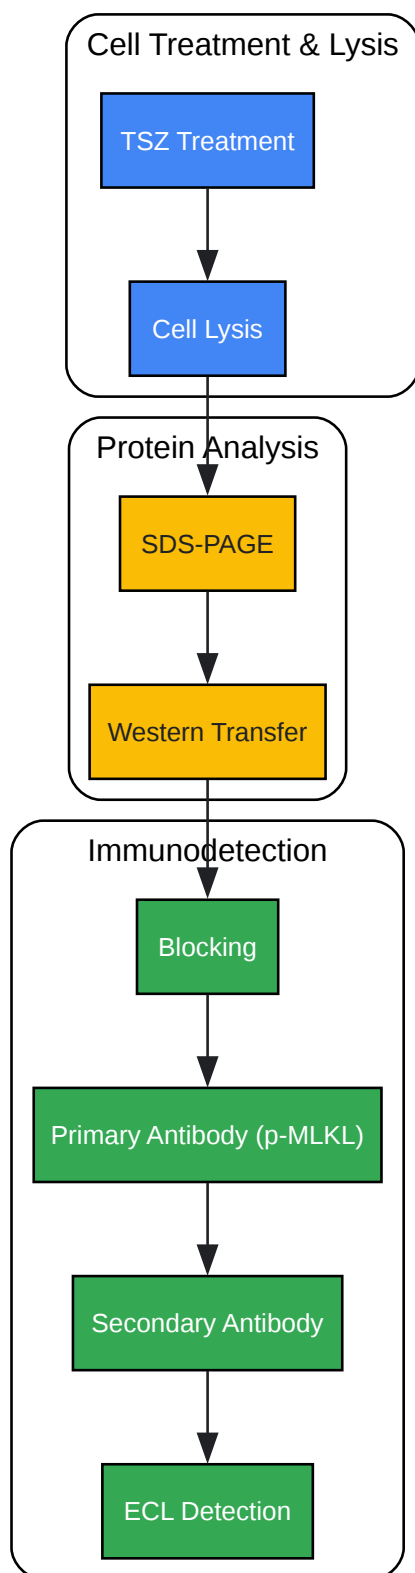 Cell Treatment & Lysis
TSZ Treatment
Cell Lysis
Protein Analysis
SDS-PAGE
Western Transfer
Immunodetection
Blocking
Primary Antibody (p-MLKL)
Secondary Antibody
ECL Detection